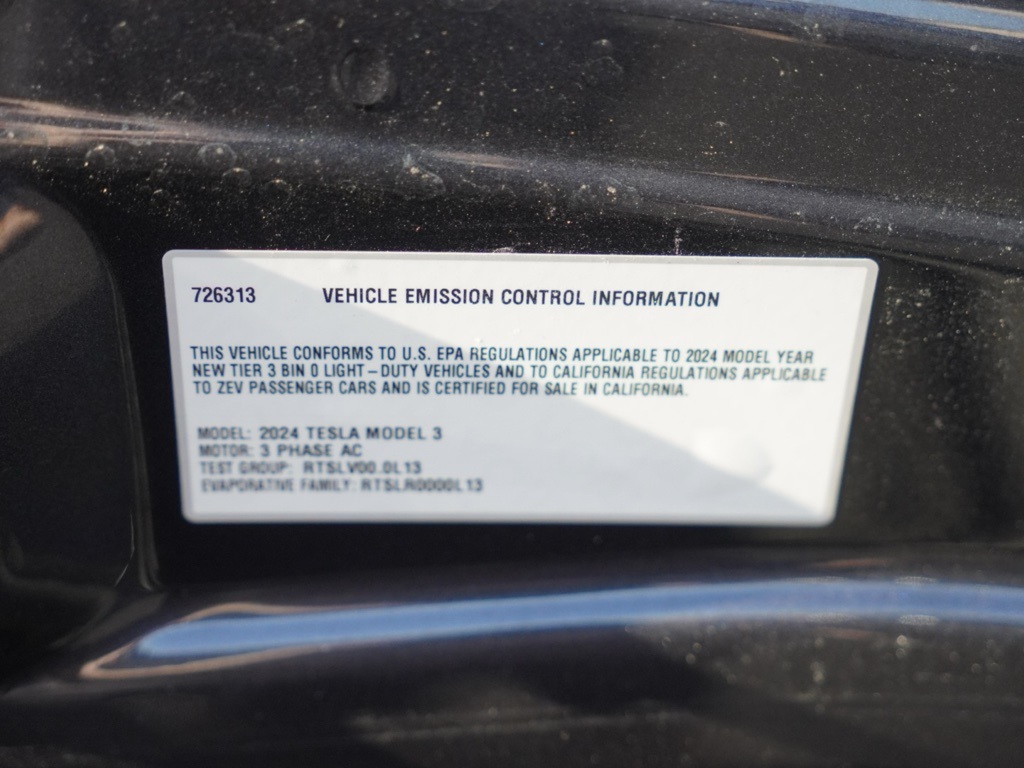 726313 VEHICLE EMISSION CONTROL INFORMATION
THIS VEHICLE CONFORMS TO U.S. EPA REGULATIONS APPLICABLE TO 2024 MODEL YEAR
NEW TIER 3 BIN 0 LIGHT-DUTY VEHICLES AND TO CALIFORNIA REGULATIONS APPLICABLE
TO ZEV PASSENGER CARS AND IS CERTIFIED FOR SALE IN CALIFORNIA.
MODEL: 2024 TESLA MODEL 3
MOTOR: 3 PHASE AC
TEST GROUP: RTSLV00.0L13
EVAPORATIVE FAMILY: RTSLR0000L13